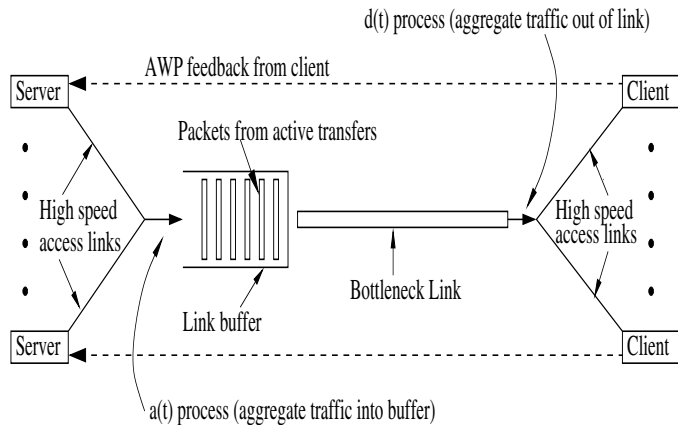 d(t) process (aggregate traffic out of link)
Server
AWP feedback from client
Client
Packets from active transfers
High speed
access links
High speed
access links
Bottleneck Link
Link buffer
Server
Client
a(t) process (aggregate traffic into buffer)